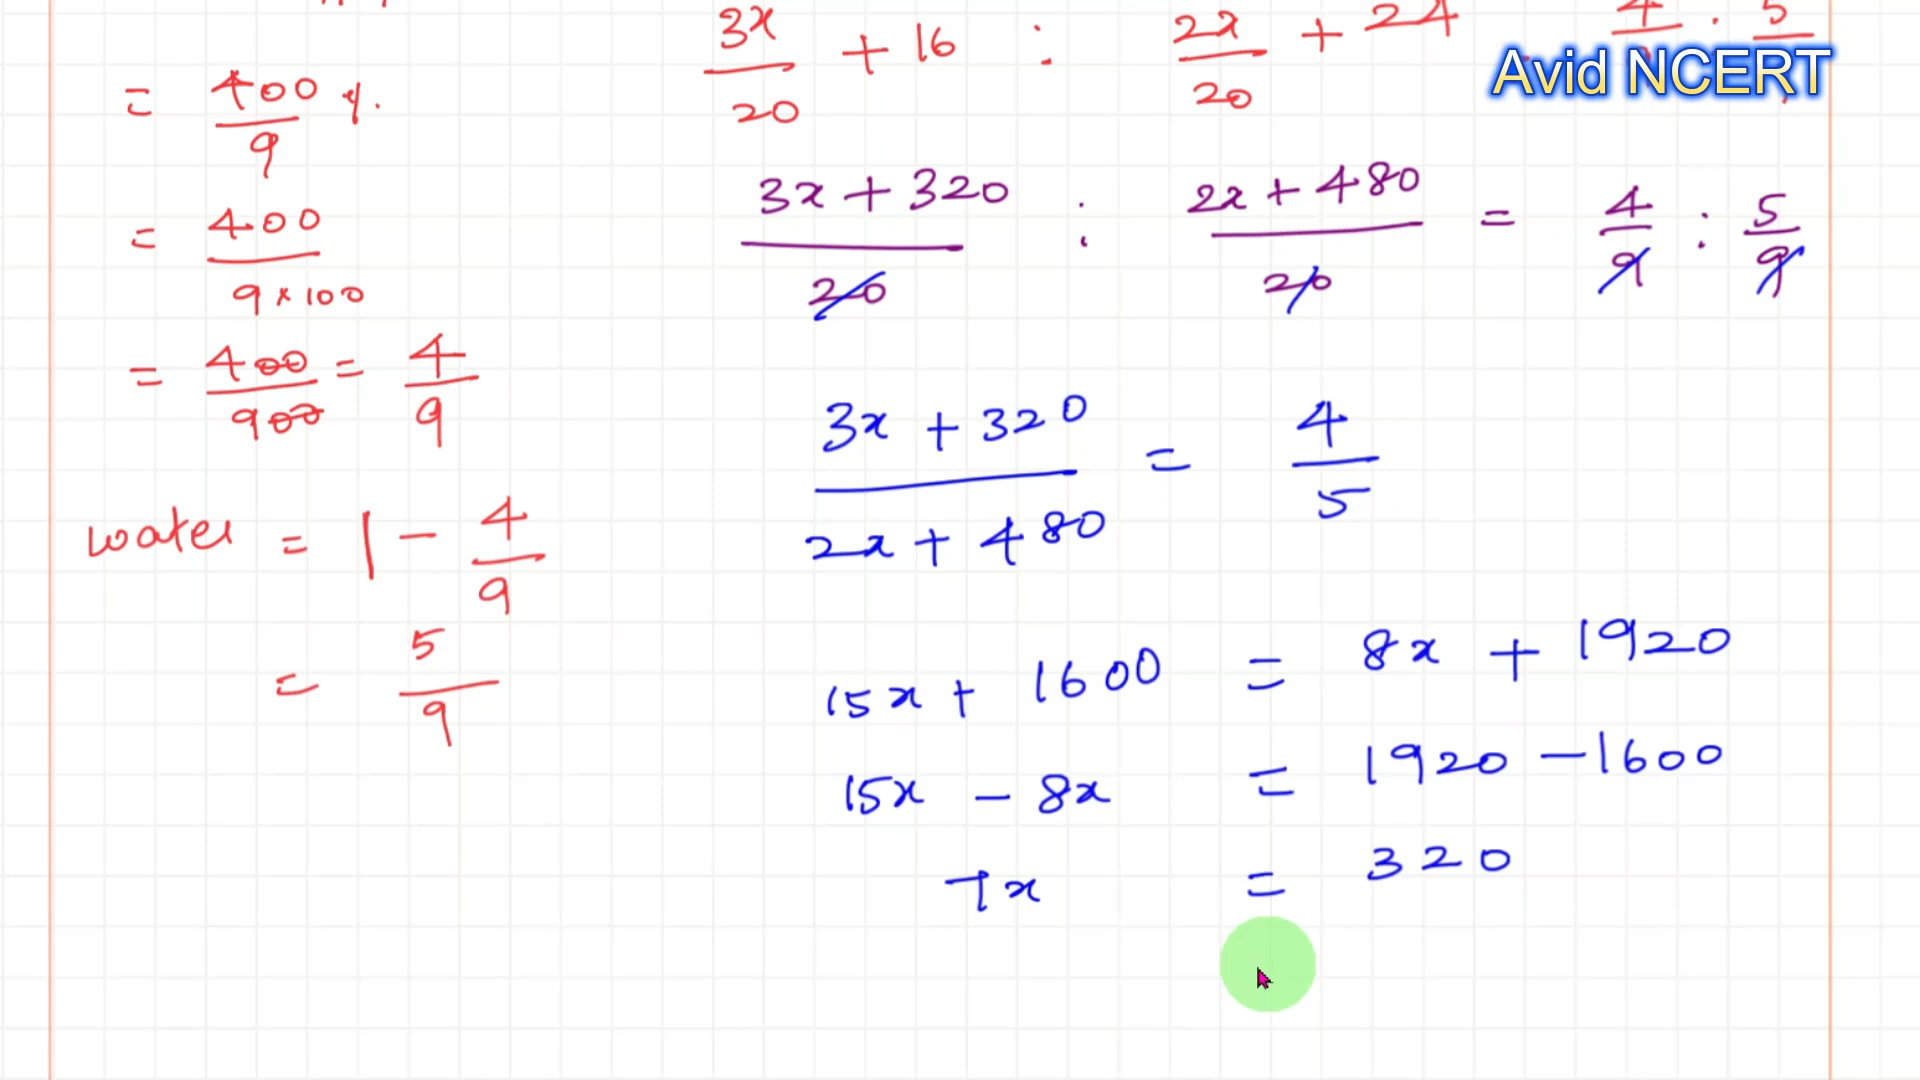 = 400/9 %.
= 400/(9 × 100)
= 400/900 = 4/9
water = 1 - 4/9
= 5/9
3x/20 + 16 : 2x/20 + 24
Avid NCERT
(3x + 320)/20 : (2x + 480)/20 = 4/9 : 5/9
(3x + 320)/(2x + 480) = 4/5
15x + 1600 = 8x + 1920
15x - 8x = 1920 - 1600
7x = 320